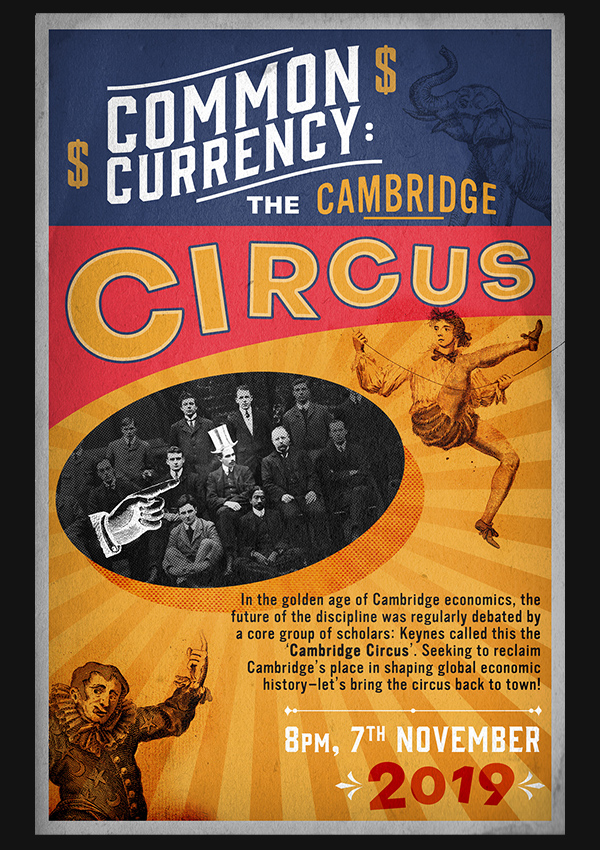 COMMON $
$ CURRENCY:
THE CAMBRIDGE
CIRCUS
In the golden age of Cambridge economics, the
future of the discipline was regularly debated by
a core group of scholars: Keynes called this the
‘Cambridge Circus’. Seeking to reclaim
Cambridge’s place in shaping global economic
history–let’s bring the circus back to town!
8PM, 7TH NOVEMBER
2019